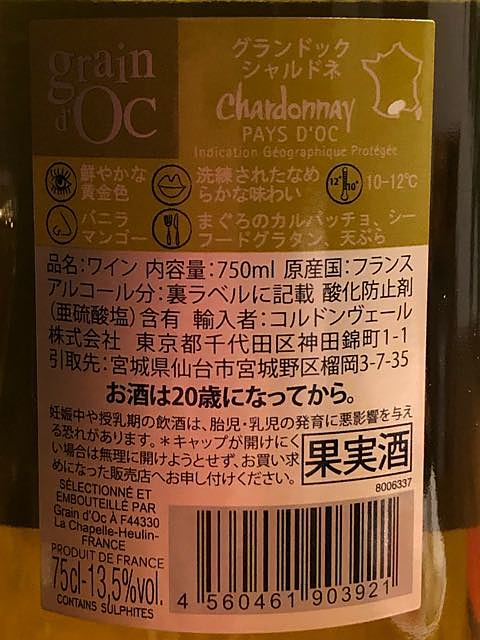 grain
d'OC
グランドック
シャルドネ
Chardonnay
PAYS D'OC
Indication Géographique Protégée
鮮やかな
黄金色
洗練されたなめ
らかな味わい
12° 10°
10-12℃
バニラ
マンゴー
まぐろのカルパッチョ、シー
フードグラタン、天ぷら
品名:ワイン 内容量:750ml 原産国:フランス
アルコール分:裏ラベルに記載 酸化防止剤
(亜硫酸塩)含有 輸入者:コルドンヴェール
株式会社 東京都千代田区神田錦町1-1
引取先:宮城県仙台市宮城野区榴岡3-7-35
お酒は20歳になってから。
妊娠中や授乳期の飲酒は、胎児・乳児の発育に悪影響を与え
る恐れがあります。*キャップが開けにく
い場合は無理に開けようとせず、お買い求
めになった販売店へお申し付けください。
果実酒
8006337
SÉLECTIONNÉ ET
EMBOUTEILLÉ PAR
Grain d'Oc À F44330
La Chapelle-Heulin-
FRANCE
PRODUIT DE FRANCE
75cl-13,5%vol.
CONTAINS SULPHITES
4 560461 903921